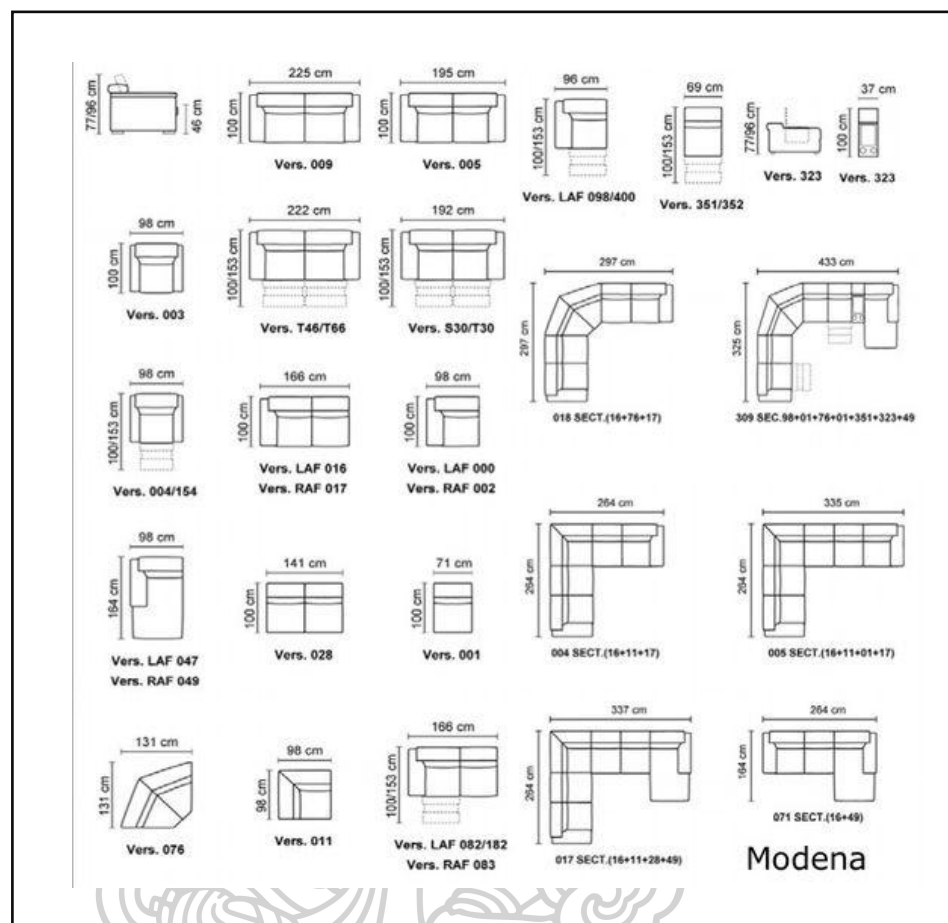 225 cm
195 cm
96 cm
69 cm
37 cm
77/96 cm
46 cm
100 cm
100 cm
100/153 cm
100/153 cm
77/96 cm
100 cm
Vers. 009
Vers. 005
Vers. LAF 098/400
Vers. 351/352
Vers. 323
Vers. 323
98 cm
222 cm
192 cm
100 cm
100/153 cm
100/153 cm
Vers. 003
Vers. T46/T66
Vers. S30/T30
297 cm
433 cm
297 cm
325 cm
018 SECT.(16+76+17)
309 SEC.98+01+76+01+351+323+49
98 cm
166 cm
98 cm
100/153 cm
100 cm
100 cm
Vers. 004/154
Vers. LAF 016
Vers. RAF 017
Vers. LAF 000
Vers. RAF 002
98 cm
141 cm
71 cm
164 cm
100 cm
100 cm
Vers. LAF 047
Vers. RAF 049
Vers. 028
Vers. 001
264 cm
335 cm
264 cm
264 cm
004 SECT.(16+11+17)
005 SECT.(16+11+01+17)
131 cm
98 cm
166 cm
131 cm
98 cm
100/153 cm
Vers. 076
Vers. 011
Vers. LAF 082/182
Vers. RAF 083
337 cm
264 cm
264 cm
164 cm
017 SECT.(16+11+28+49)
071 SECT.(16+49)
Modena